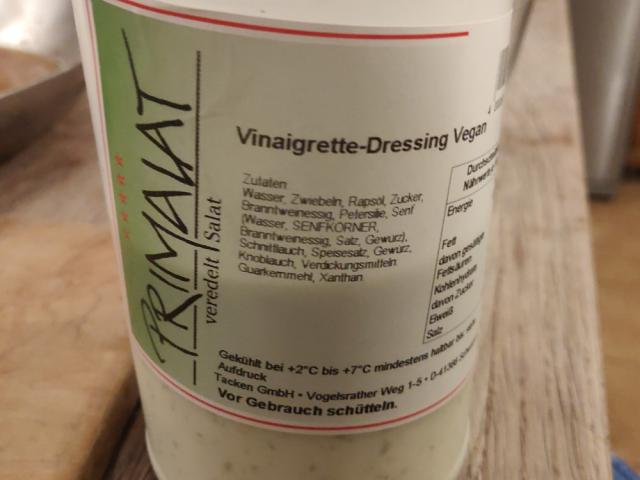 PRIMALAT
veredelt Salat
Vinaigrette-Dressing Vegan
Zutaten:
Wasser, Zwiebeln, Rapsöl, Zucker,
Branntweinessig, Petersilie, Senf
(Wasser, SENFKÖRNER,
Branntweinessig, Salz, Gewürz),
Schnittlauch, Speisesalz, Gewürz,
Knoblauch, Verdickungsmittel:
Guarkernmehl, Xanthan
Energie
Fett
davon
Fettsäuren
Kohlenhydrate
davon Zucker
Eiweiß
Salz
Gekühlt bei +2°C bis +7°C mindestens haltbar bis: siehe
Aufdruck
Tacken GmbH • Vogelsrather Weg 1-5 • D-41366
Vor Gebrauch schütteln.